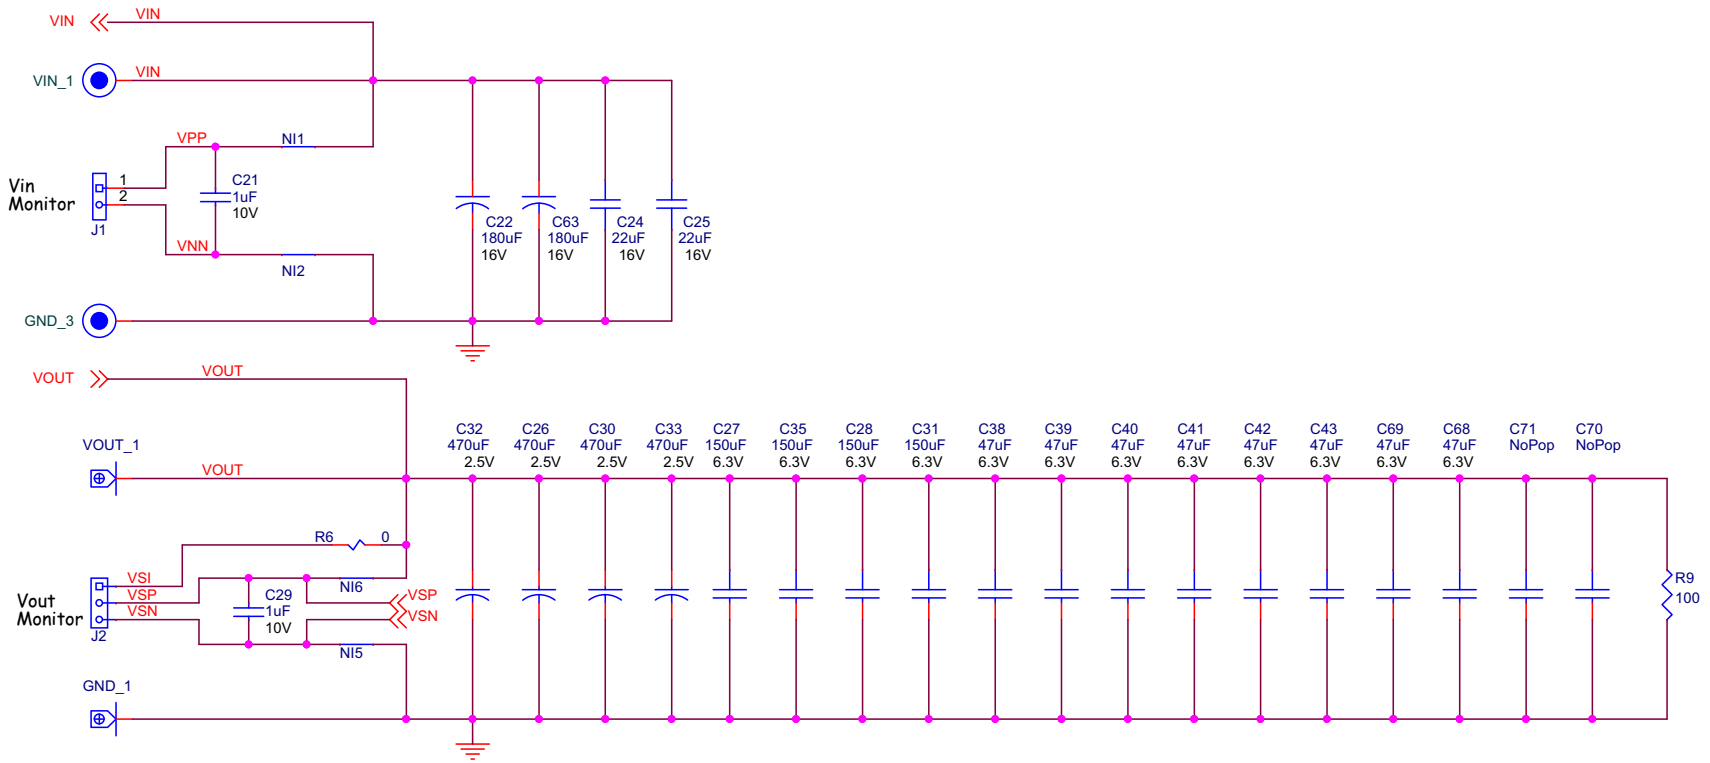 VIN
VIN
VIN_1
VIN
VPP
NI1
Vin
Monitor
1
2
J1
C21
1uF
10V
VNN
NI2
C22
180uF
16V
C63
180uF
16V
C24
22uF
16V
C25
22uF
16V
GND_3
VOUT
VOUT
VOUT_1
VOUT
C32
470uF
2.5V
C26
470uF
2.5V
C30
470uF
2.5V
C33
470uF
2.5V
C27
150uF
6.3V
C35
150uF
6.3V
C28
150uF
6.3V
C31
150uF
6.3V
C38
47uF
6.3V
C39
47uF
6.3V
C40
47uF
6.3V
C41
47uF
6.3V
C42
47uF
6.3V
C43
47uF
6.3V
C69
47uF
6.3V
C68
47uF
6.3V
C71
NoPop
C70
NoPop
R6
0
VSI
VSP
VSN
Vout
Monitor
J2
C29
1uF
10V
NI6
VSP
VSN
NI5
R9
100
GND_1